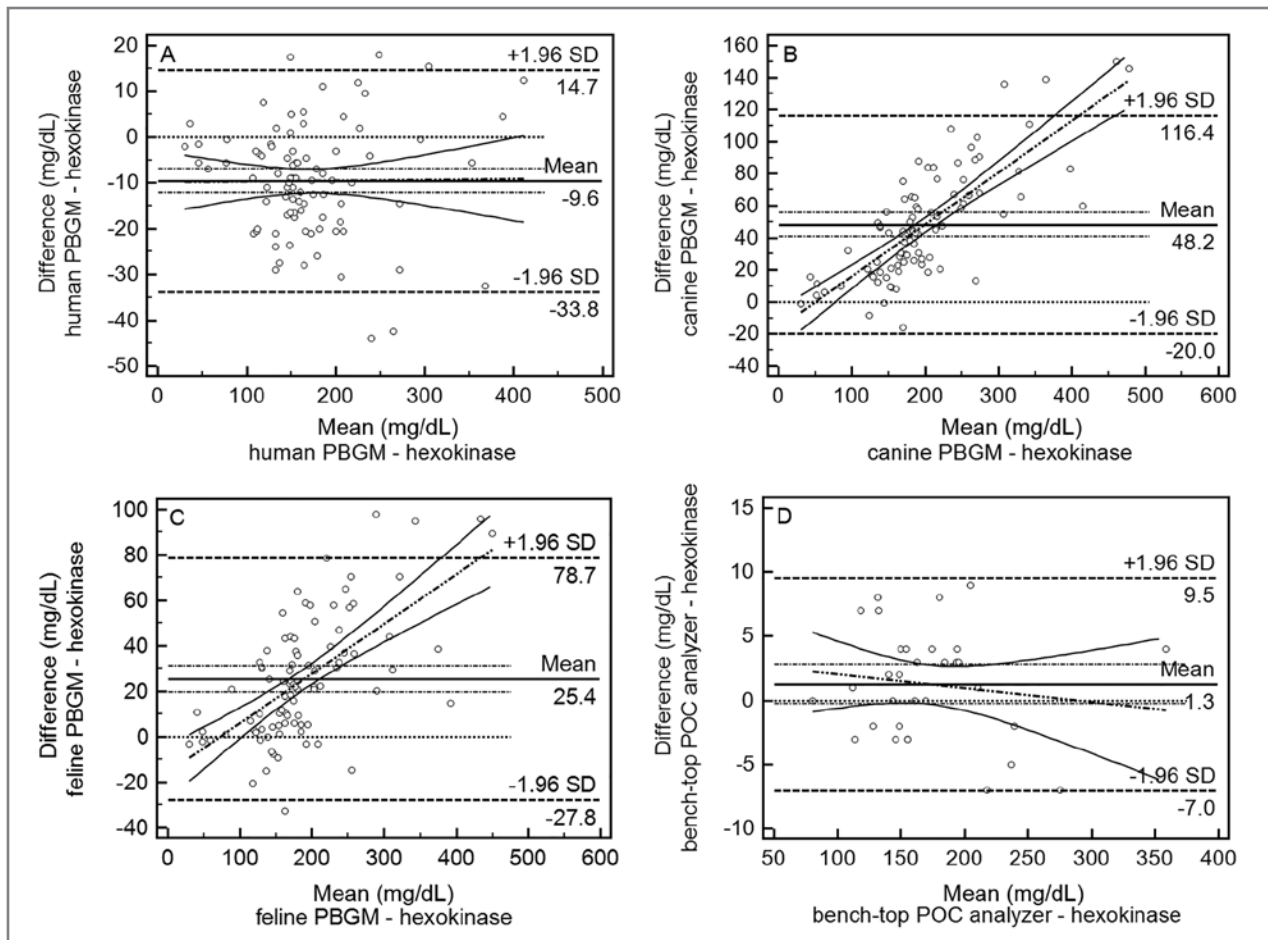 A
20
10
0
-10
-20
-30
-40
-50
+1.96 SD
14.7
Mean
-9.6
-1.96 SD
-33.8
0 100 200 300 400 500
Mean (mg/dL)
human PBGM - hexokinase
Difference (mg/dL)
human PBGM - hexokinase
B
160
140
120
100
80
60
40
20
0
-20
-40
+1.96 SD
116.4
Mean
48.2
-1.96 SD
-20.0
0 100 200 300 400 500 600
Mean (mg/dL)
canine PBGM - hexokinase
Difference (mg/dL)
canine PBGM - hexokinase
C
100
80
60
40
20
0
-20
-40
+1.96 SD
78.7
Mean
25.4
-1.96 SD
-27.8
0 100 200 300 400 500 600
Mean (mg/dL)
feline PBGM - hexokinase
Difference (mg/dL)
feline PBGM - hexokinase
D
15
10
5
0
-5
-10
+1.96 SD
9.5
Mean
1.3
-1.96 SD
-7.0
50 100 150 200 250 300 350 400
Mean (mg/dL)
bench-top POC analyzer - hexokinase
Difference (mg/dL)
bench-top POC analyzer - hexokinase